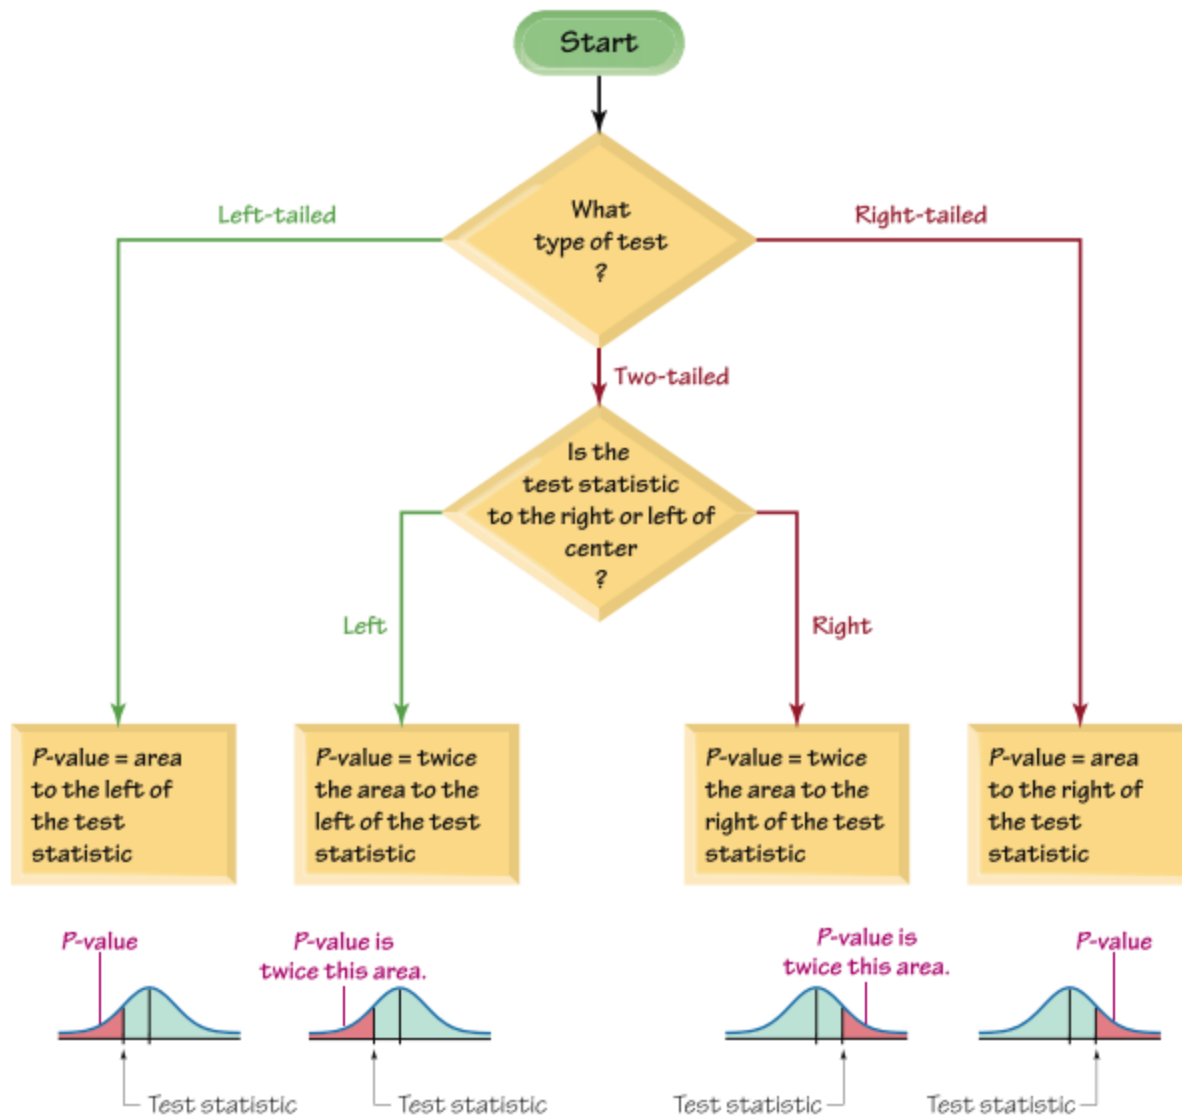 Start
What
type of test
?
Left-tailed
Right-tailed
Two-tailed
Is the
test statistic
to the right or left of
center
?
Left
Right
P-value = area
to the left of
the test
statistic
P-value = twice
the area to the
left of the test
statistic
P-value = twice
the area to the
right of the test
statistic
P-value = area
to the right of
the test
statistic
P-value
P-value is
twice this area.
P-value is
twice this area.
P-value
Test statistic
Test statistic
Test statistic
Test statistic